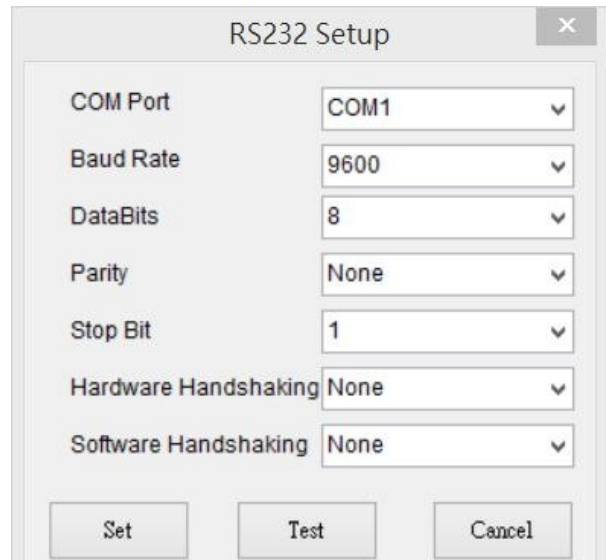 RS232 Setup
COM Port COM1
Baud Rate 9600
DataBits 8
Parity None
Stop Bit 1
Hardware Handshaking None
Software Handshaking None
Set Test Cancel